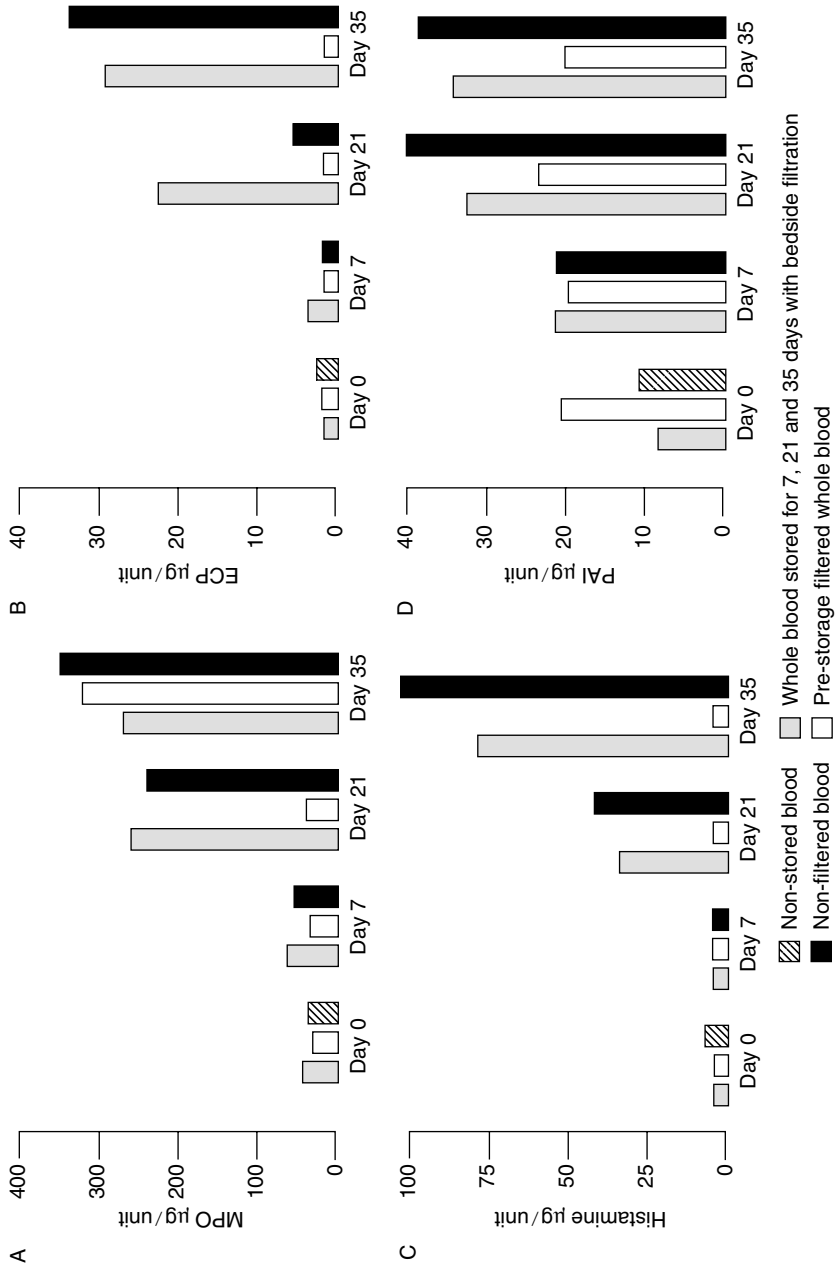 A
MPO µg/unit
400
300
200
100
0
Day 0
Day 7
Day 21
Day 35
B
ECP µg/unit
40
30
20
10
0
Day 0
Day 7
Day 21
Day 35
C
Histamine µg/unit
100
75
50
25
0
Day 0
Day 7
Day 21
Day 35
D
PAI µg/unit
40
30
20
10
0
Day 0
Day 7
Day 21
Day 35
Non-stored blood
Whole blood stored for 7, 21 and 35 days with bedside filtration
Non-filtered blood
Pre-storage filtered whole blood